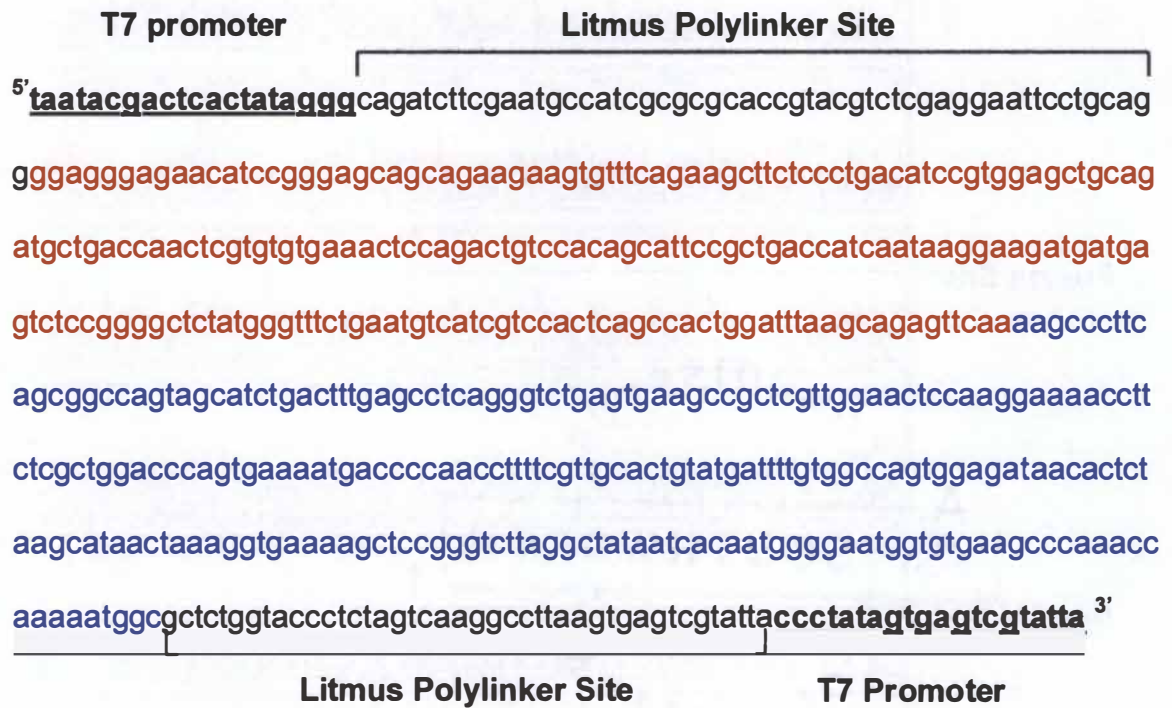 T7 promoter Litmus Polylinker Site
5' taatacgactcactatagggcagatcttcgaatgccatcgcgcgcaccgtacgtctcgaggaattcctgcag
gggagggagaacatccgggagcagcagaagaagtgtttcagaagcttctccctgacatccgtggagctgcag
atgctgaccaactcgtgtgtgaaactccagactgtccacagcattccgctgaccatcaataaggaagatgatga
gtctccggggctctatgggtttctgaatgtcatcgtccactcagccactggatttaagcagagttcaaaagcccttc
agcggccagtagcatctgactttgagcctcagggtctgagtgaagccgctcgttggaactccaaggaaaacctt
ctcgctggacccagtgaaaatgaccccaaccttttcgttgcactgtatgattttgtggccagtggagataacactct
aagcataactaaaggtgaaaagctccgggtcttaggctataatcacaatggggaatggtgtgaagcccaaacc
aaaaatggcgctctggtaccctctagtcaaggccttaagtgagtcgtattaccctatagtgagtcgtatta 3'
Litmus Polylinker Site T7 Promoter